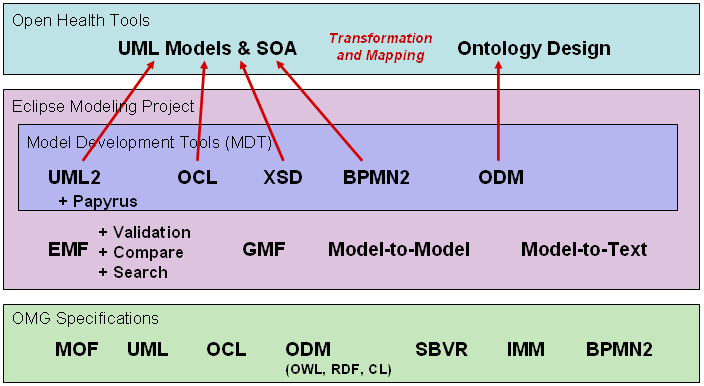 Open Health Tools
UML Models & SOA
Transformation
and Mapping
Ontology Design
Eclipse Modeling Project
Model Development Tools (MDT)
UML2 OCL XSD BPMN2 ODM
+ Papyrus
EMF
+ Validation
+ Compare
+ Search
GMF Model-to-Model Model-to-Text
OMG Specifications
MOF UML OCL ODM SBVR IMM BPMN2
(OWL, RDF, CL)